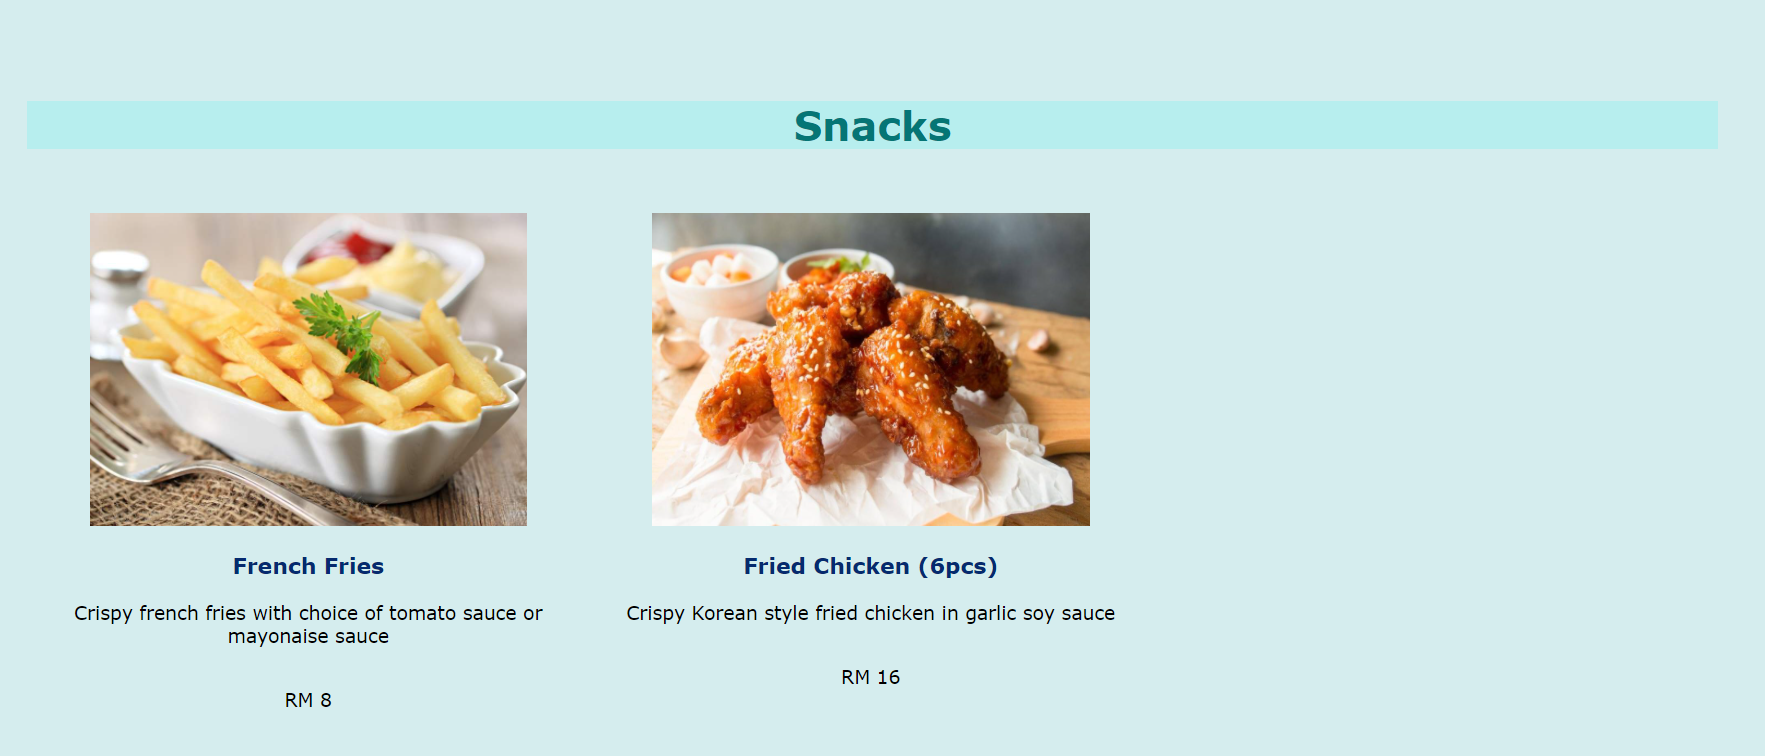 Snacks
French Fries
Crispy french fries with choice of tomato sauce or
mayonaise sauce
RM 8
Fried Chicken (6pcs)
Crispy Korean style fried chicken in garlic soy sauce
RM 16